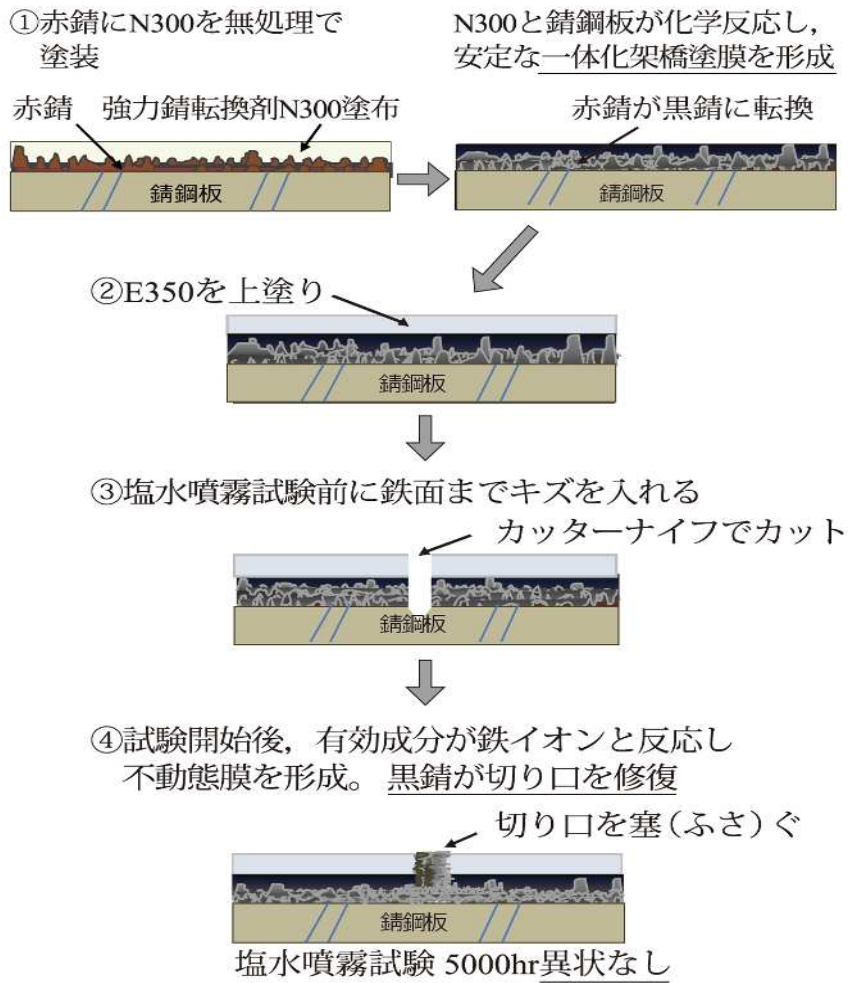 ①赤錆にN300を無処理で
塗装
N300と錆鋼板が化学反応し,
安定な一体化架橋塗膜を形成
赤錆 強力錆転換剤N300塗布
赤錆が黒錆に転換
錆鋼板
錆鋼板
②E350を上塗り
錆鋼板
③塩水噴霧試験前に鉄面までキズを入れる
カッターナイフでカット
錆鋼板
④試験開始後，有効成分が鉄イオンと反応し
不動態膜を形成。 黒錆が切り口を修復
切り口を塞（ふさ）ぐ
錆鋼板
塩水噴霧試験 5000hr異状なし